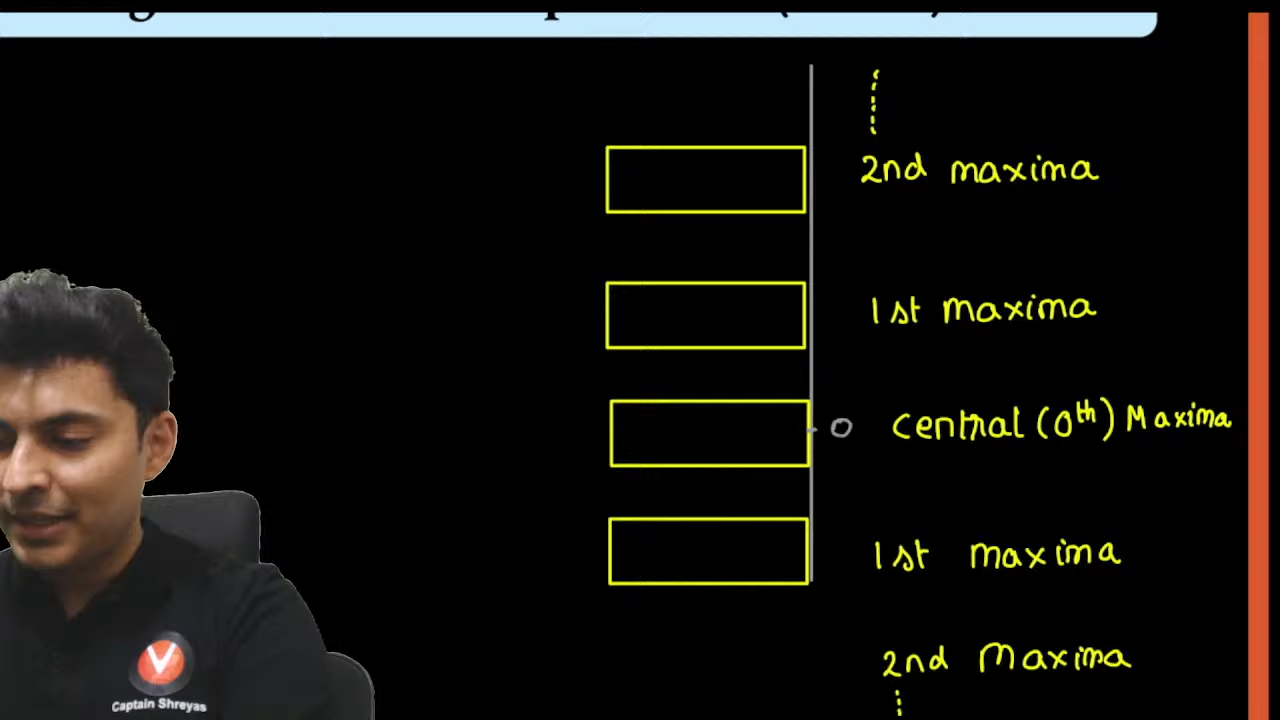 2nd maxima
1st maxima
O central (0th) Maxima
1st maxima
2nd Maxima
Captain Shreyas